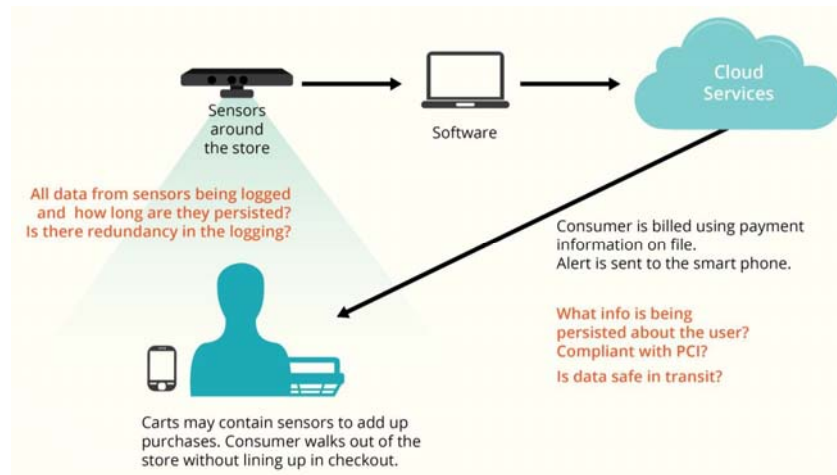 Cloud
Services
Sensors
around
the store
Software
All data from sensors being logged
and how long are they persisted?
Is there redundancy in the logging?
Consumer is billed using payment
information on file.
Alert is sent to the smart phone.
What info is being
persisted about the user?
Compliant with PCI?
Is data safe in transit?
Carts may contain sensors to add up
purchases. Consumer walks out of the
store without lining up in checkout.